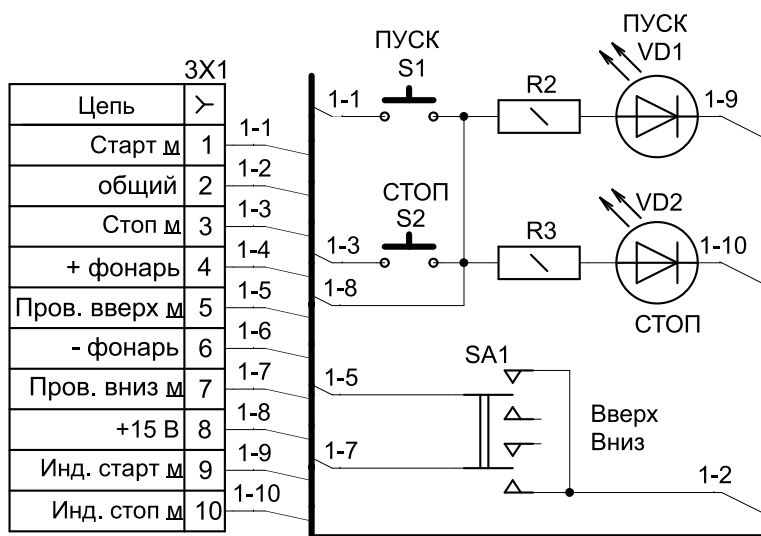 ПУСК
ПУСК
S1
VD1
3X1
R2
1-1
1-9
Цепь
Старт м 1
1-1
общий 2
1-2
СТОП
VD2
S2
Стоп м 3
1-3
R3
1-3
1-10
+ фонарь 4
1-4
1-8
Пров. вверх м 5
1-5
СТОП
- фонарь 6
1-6
SA1
Пров. вниз м 7
1-7
1-5
+15 В 8
1-8
Вверх
Вниз
Инд. старт м 9
1-9
1-7
1-2
Инд. стоп м 10
1-10